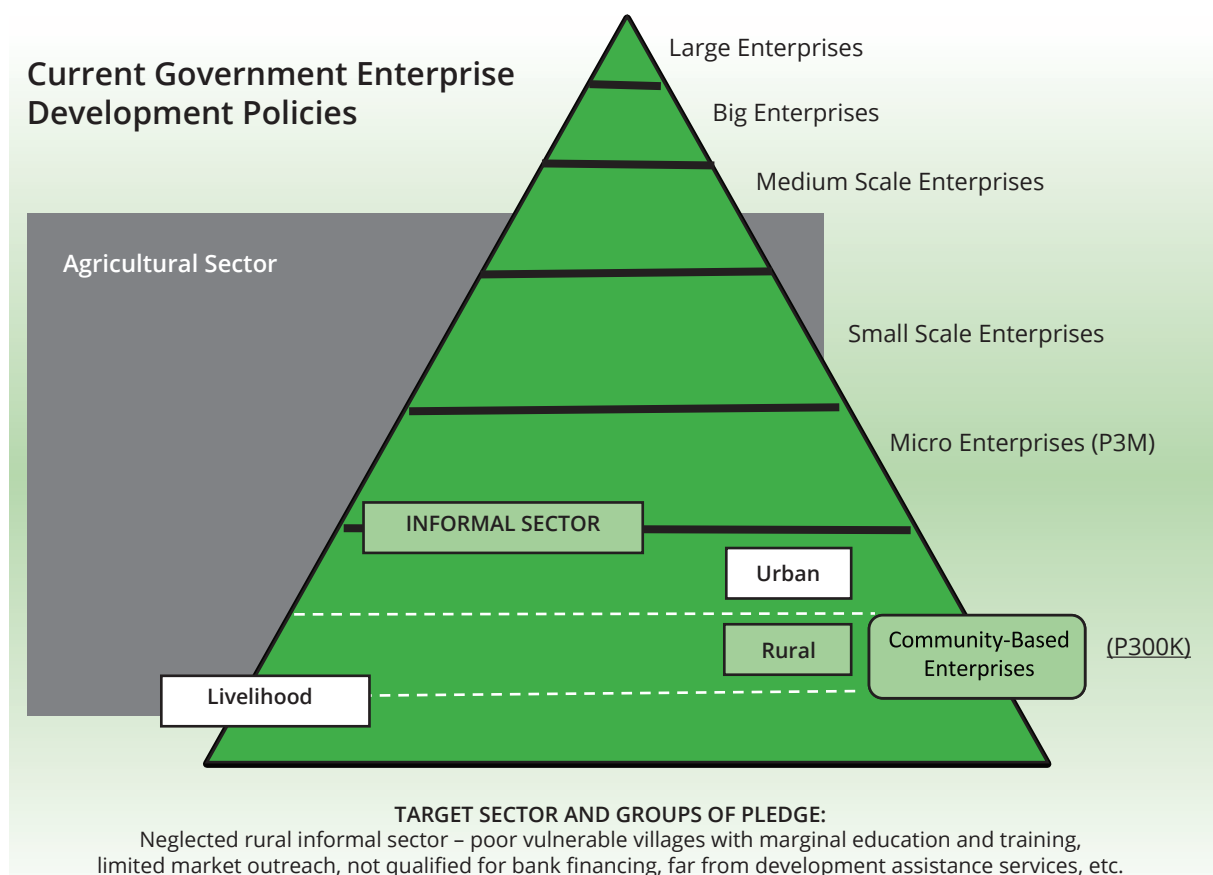 Large Enterprises
Current Government Enterprise
Development Policies
Big Enterprises
Medium Scale Enterprises
Agricultural Sector
Small Scale Enterprises
Micro Enterprises (P3M)
INFORMAL SECTOR
Urban
Rural
Community-Based
Enterprises
(P300K)
Livelihood
TARGET SECTOR AND GROUPS OF PLEDGE:
Neglected rural informal sector – poor vulnerable villages with marginal education and training,
limited market outreach, not qualified for bank financing, far from development assistance services, etc.